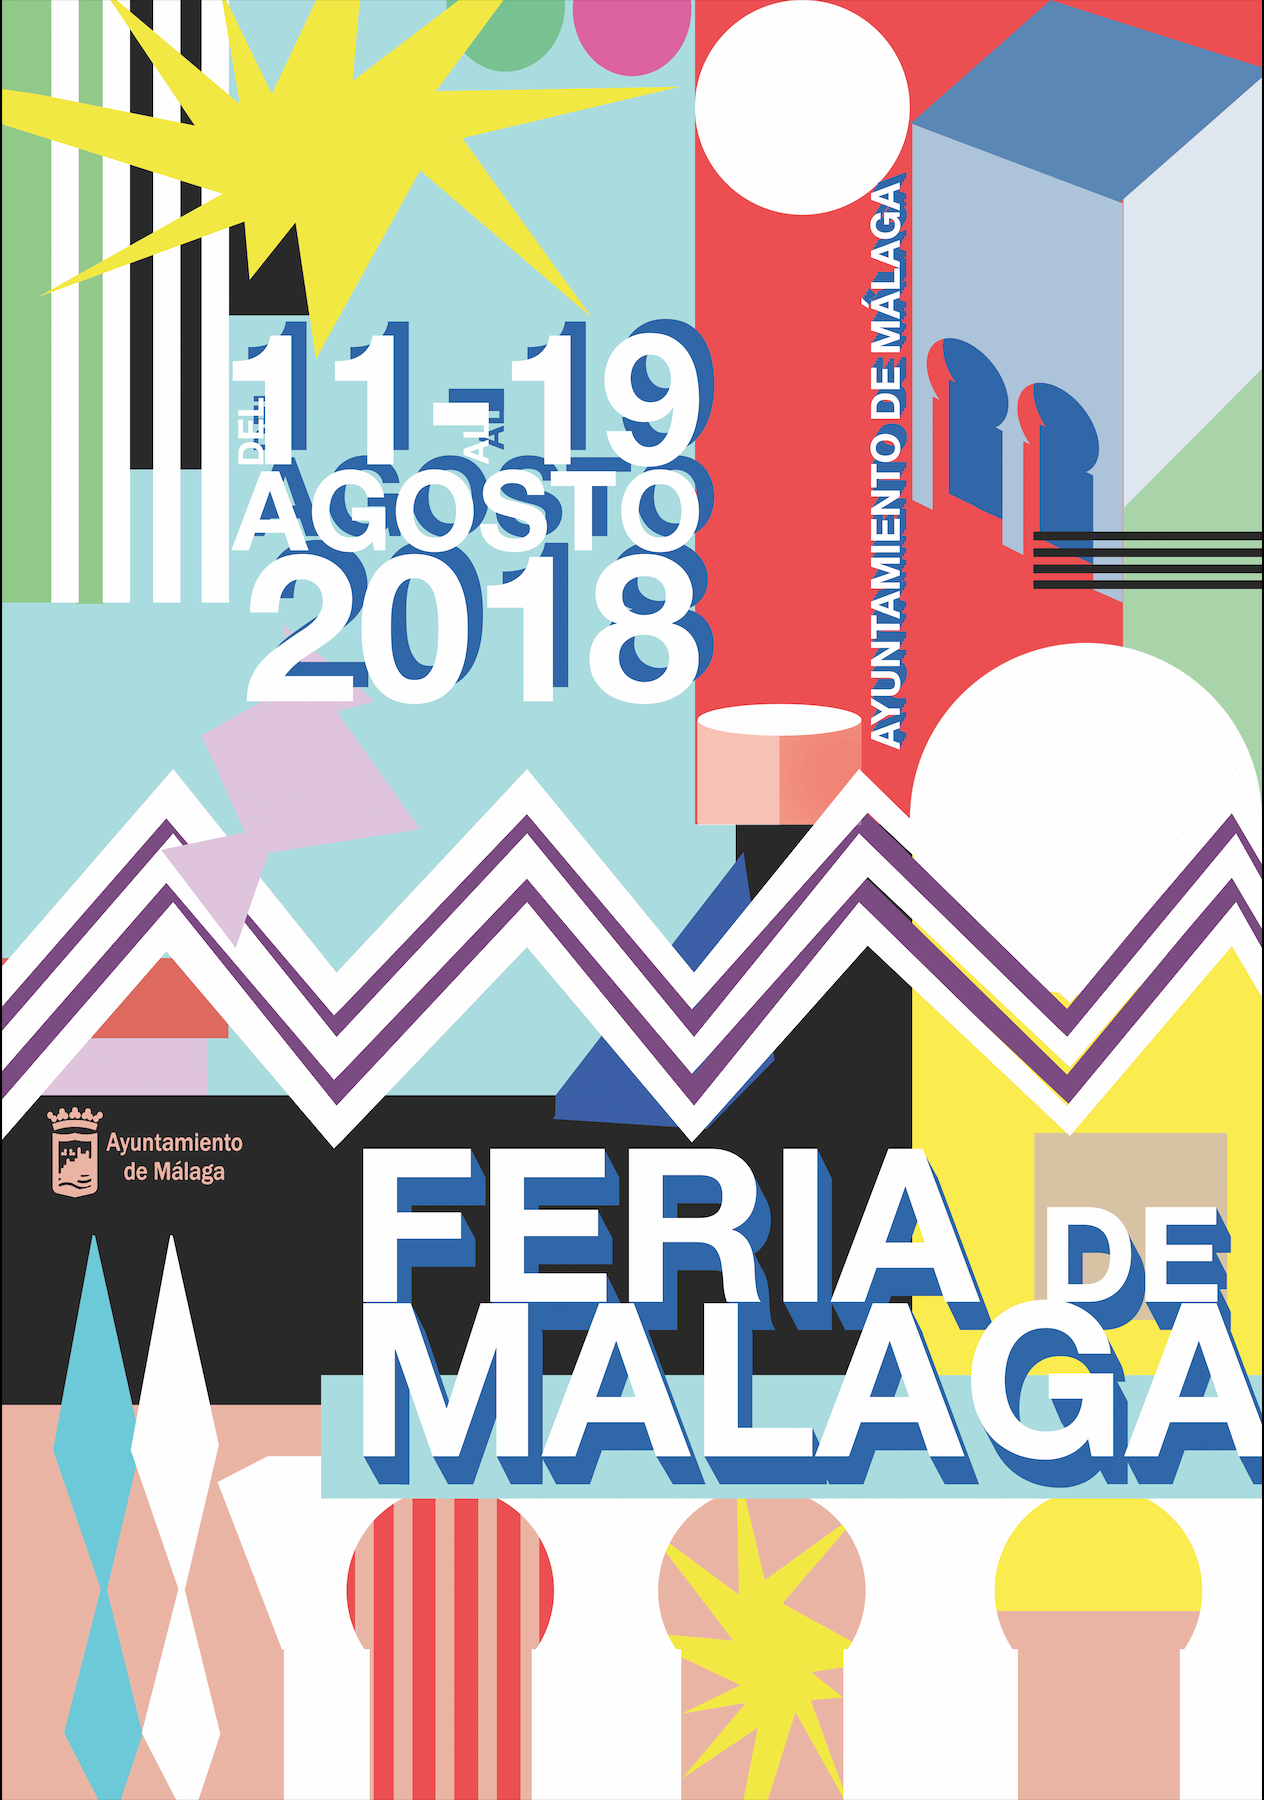 DEL 11 - AL 19
AGOSTO
2018
AYUNTAMIENTO DE MÁLAGA
Ayuntamiento
de Málaga
FERIA DE
MALAGA